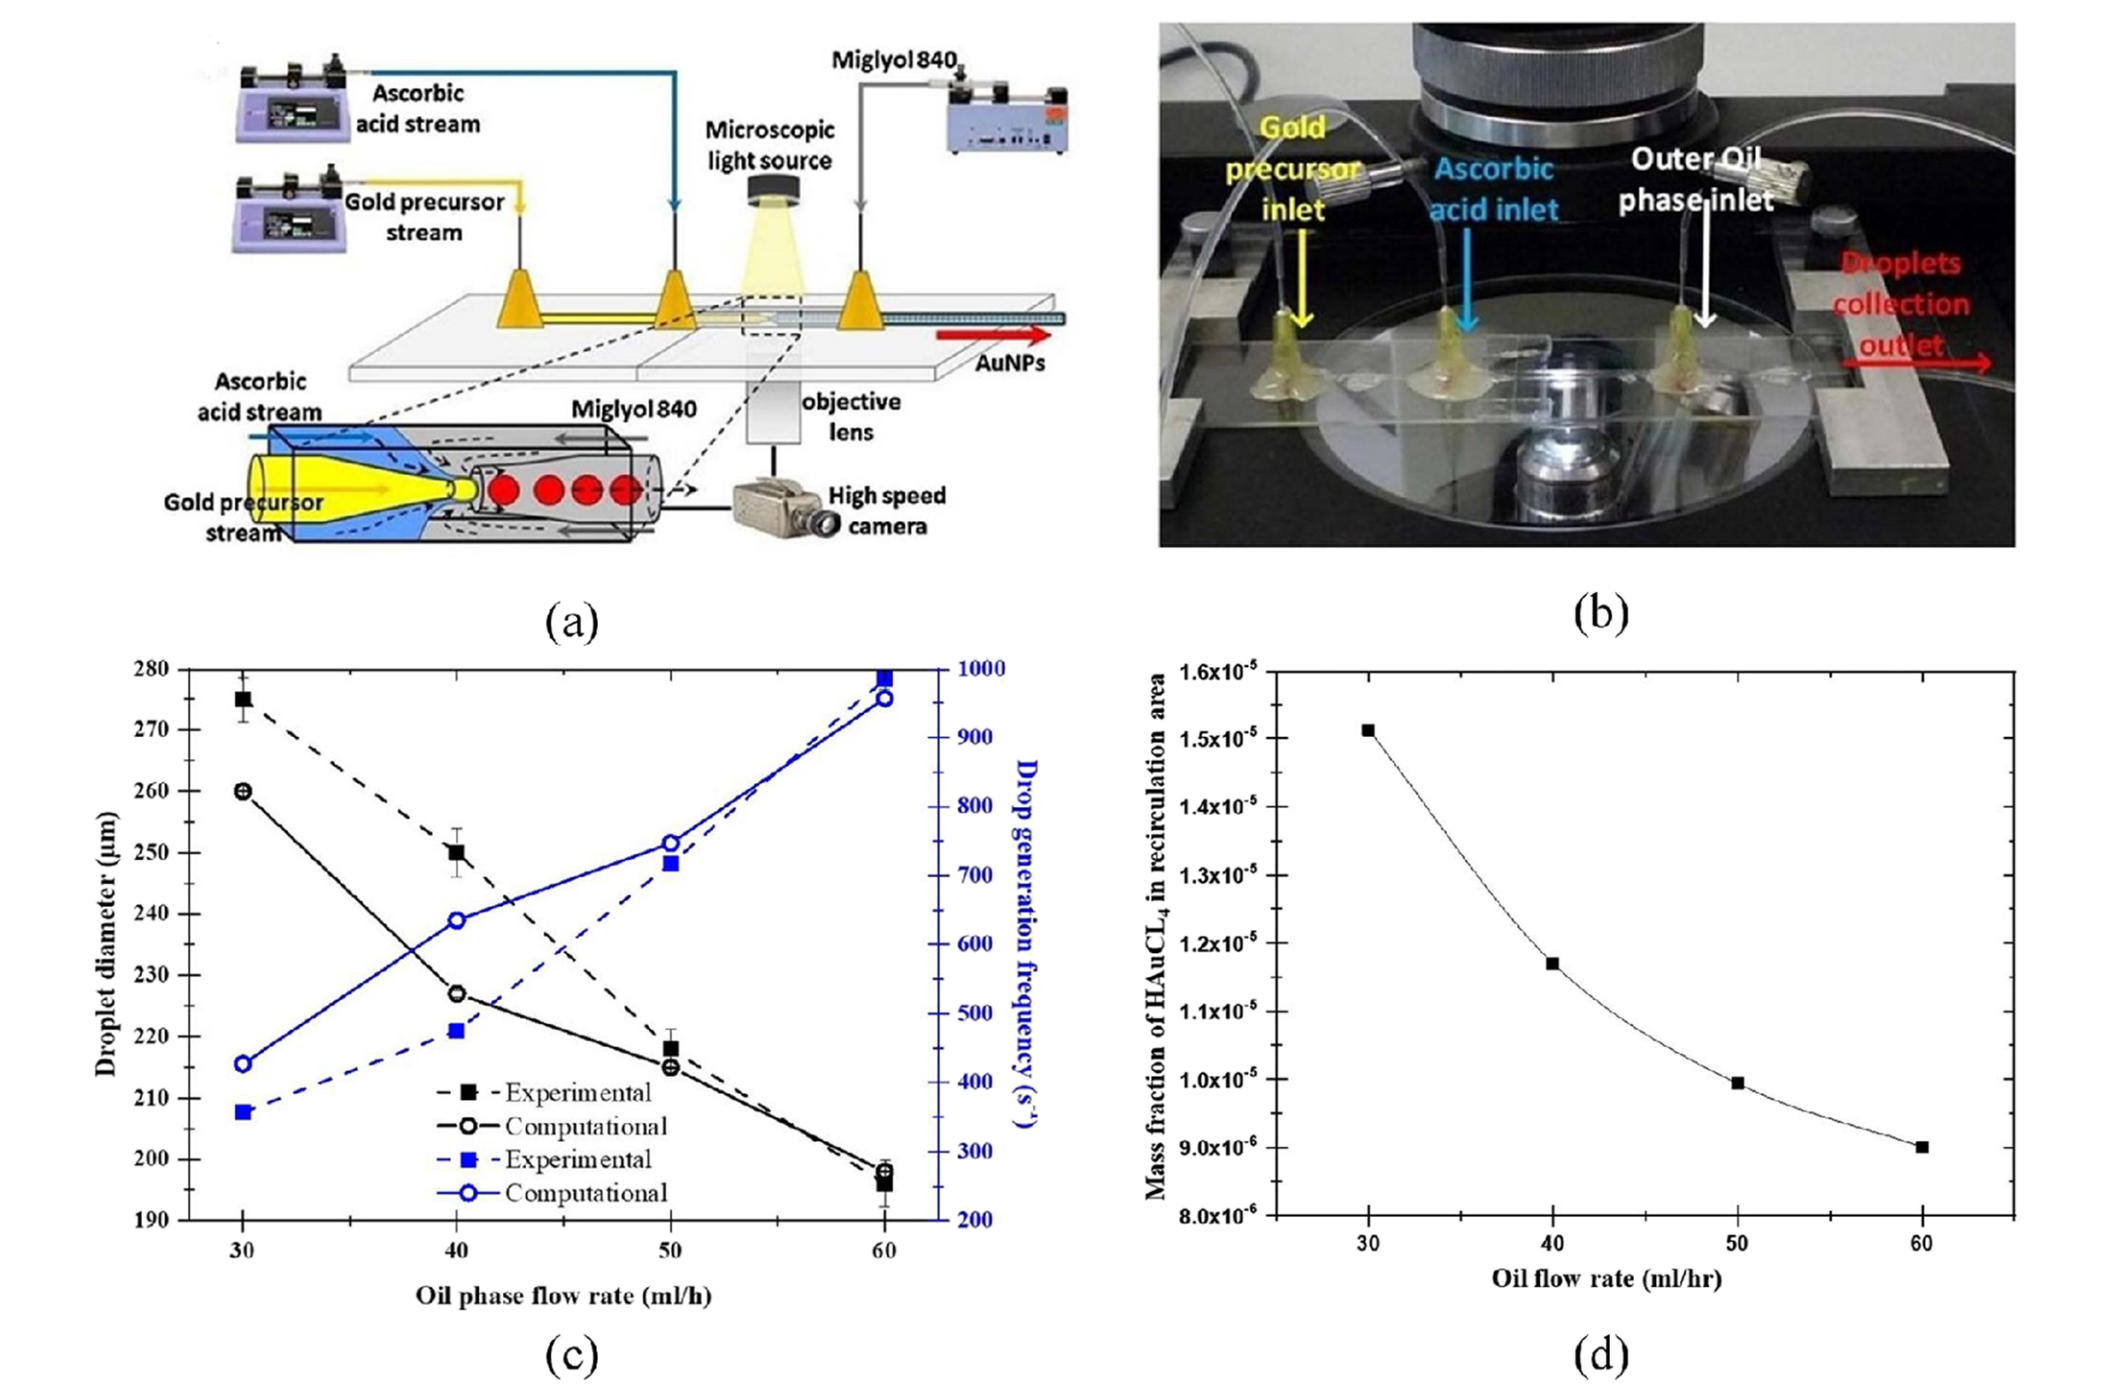 Ascorbic
acid stream
Miglyol 840
Microscopic
light source
Gold precursor
stream
AuNPs
Ascorbic
acid stream
Miglyol 840
objective
lens
Gold precursor
stream
High speed
camera
(a)
Gold
precursor
inlet
Ascorbic
acid inlet
Outer Oil
phase inlet
Droplets
collection
outlet
(b)
280
270
260
250
240
230
220
210
200
190
Droplet diameter (µm)
1000
900
800
700
600
500
400
300
200
Drop generation frequency (s⁻¹)
Experimental
Computational
Experimental
Computational
30 40 50 60
Oil phase flow rate (ml/h)
(c)
1.6x10⁻⁵
1.5x10⁻⁵
1.4x10⁻⁵
1.3x10⁻⁵
1.2x10⁻⁵
1.1x10⁻⁵
1.0x10⁻⁵
9.0x10⁻⁶
8.0x10⁻⁶
Mass fraction of HAuCL₄ in recirculation area
30 40 50 60
Oil flow rate (ml/hr)
(d)